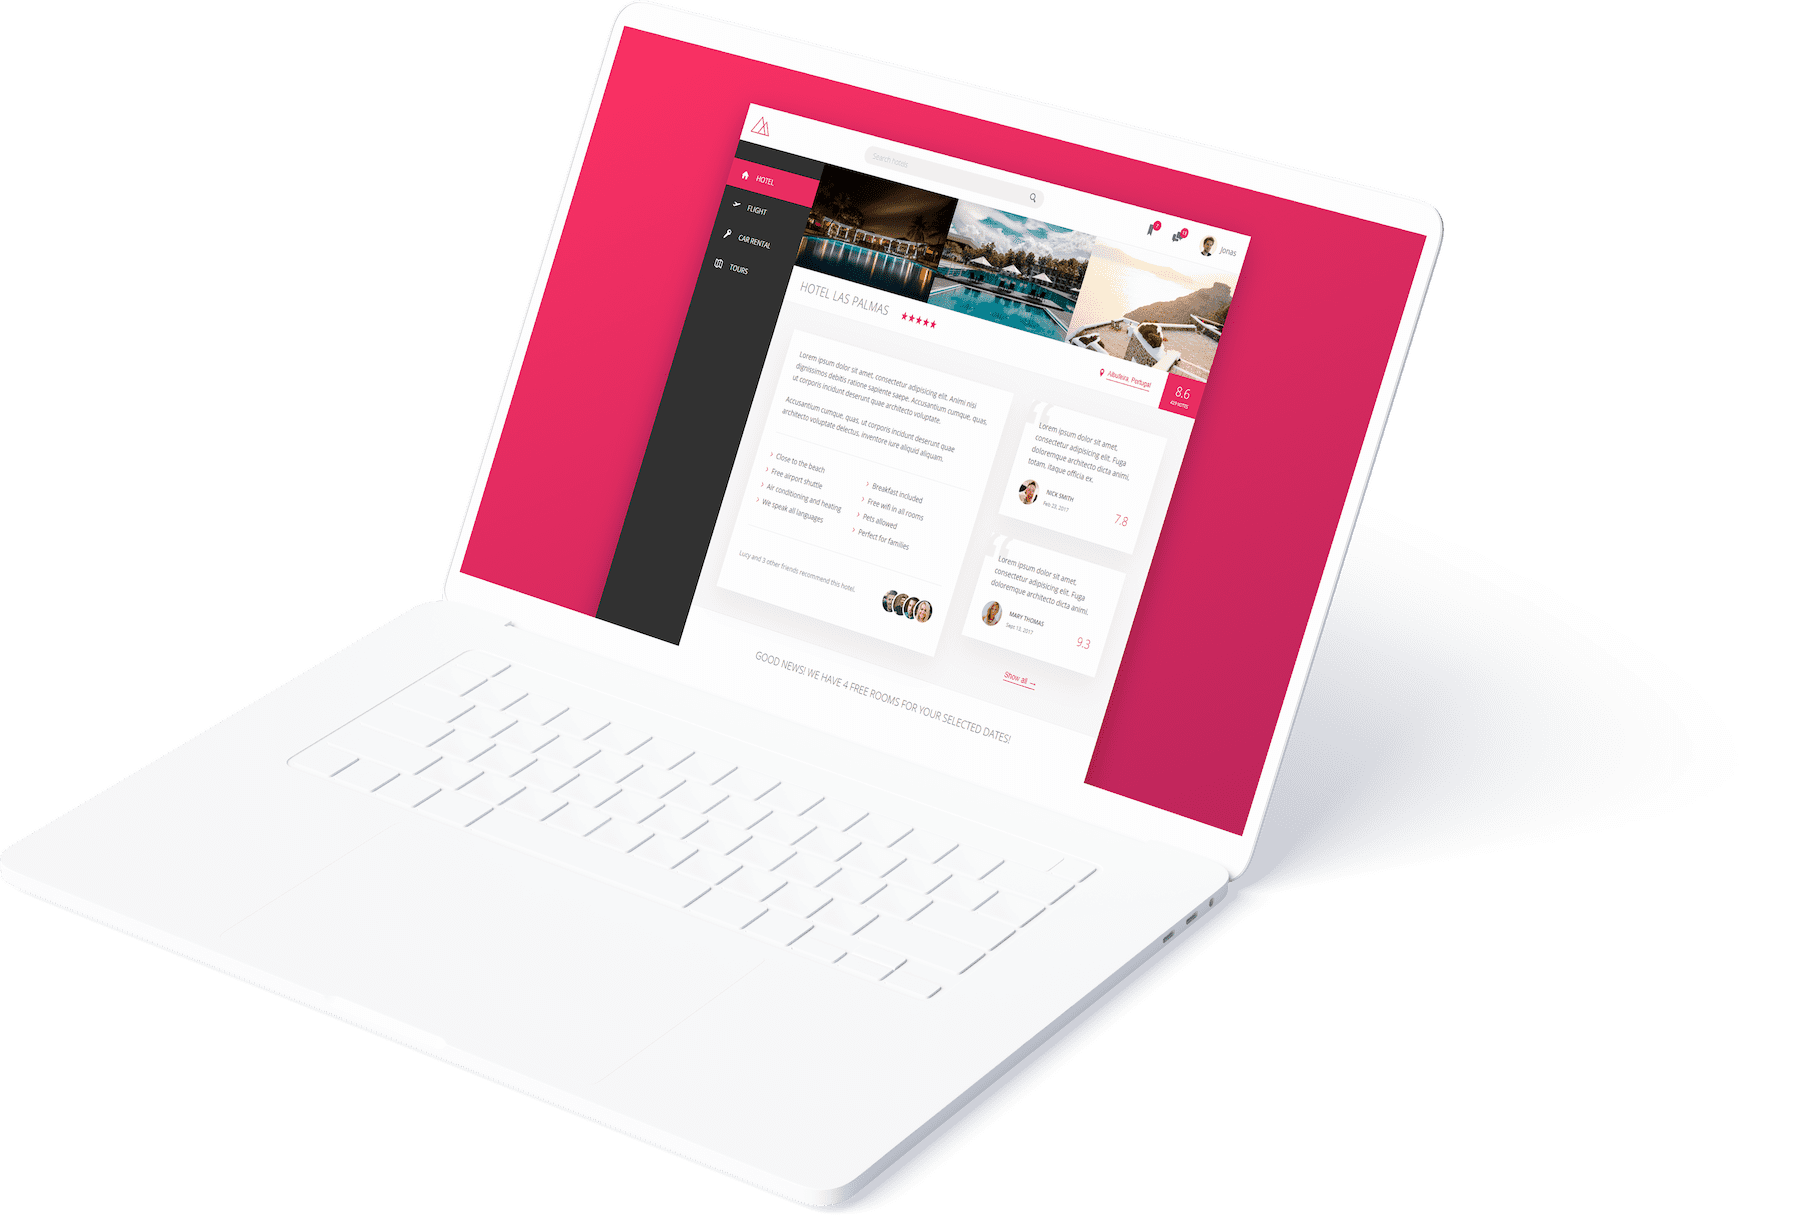 Search hotels
7
13
Jonas
HOTEL
FLIGHT
CAR RENTAL
TOURS
HOTEL LAS PALMAS
Albufeira, Portugal
8.6
429 VOTES
Lorem ipsum dolor sit amet, consectetur adipisicing elit. Animi nisi
dignissimos debitis ratione sapiente saepe. Accusantium cumque, quas,
ut corporis incidunt deserunt quae architecto voluptate.
Accusantium cumque, quas, ut corporis incidunt deserunt quae
architecto voluptate delectus, inventore iure aliquid aliquam.
Close to the beach
Free airport shuttle
Air conditioning and heating
We speak all languages
Breakfast included
Free wifi in all rooms
Pets allowed
Perfect for families
Lucy and 3 other friends recommend this hotel.
Lorem ipsum dolor sit amet,
consectetur adipisicing elit. Fuga
doloremque architecto dicta animi,
totam, itaque officia ex.
NICK SMITH
Feb 23, 2017
7.8
Lorem ipsum dolor sit amet,
consectetur adipisicing elit. Fuga
doloremque architecto dicta animi,
MARY THOMAS
Sept 13, 2017
9.3
Show all →
GOOD NEWS! WE HAVE 4 FREE ROOMS FOR YOUR SELECTED DATES!